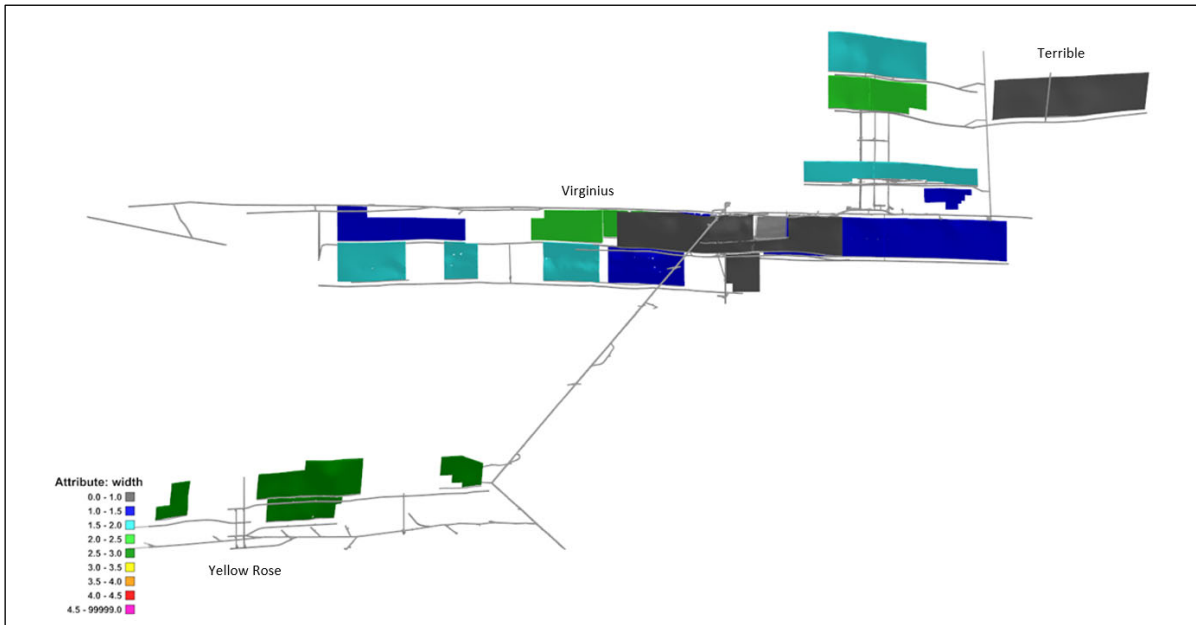 Terrible
Virginius
Attribute: width
0.0 - 1.0
1.0 - 1.5
1.5 - 2.0
2.0 - 2.5
2.5 - 3.0
3.0 - 3.5
3.5 - 4.0
4.0 - 4.5
4.5 - 99999.0
Yellow Rose